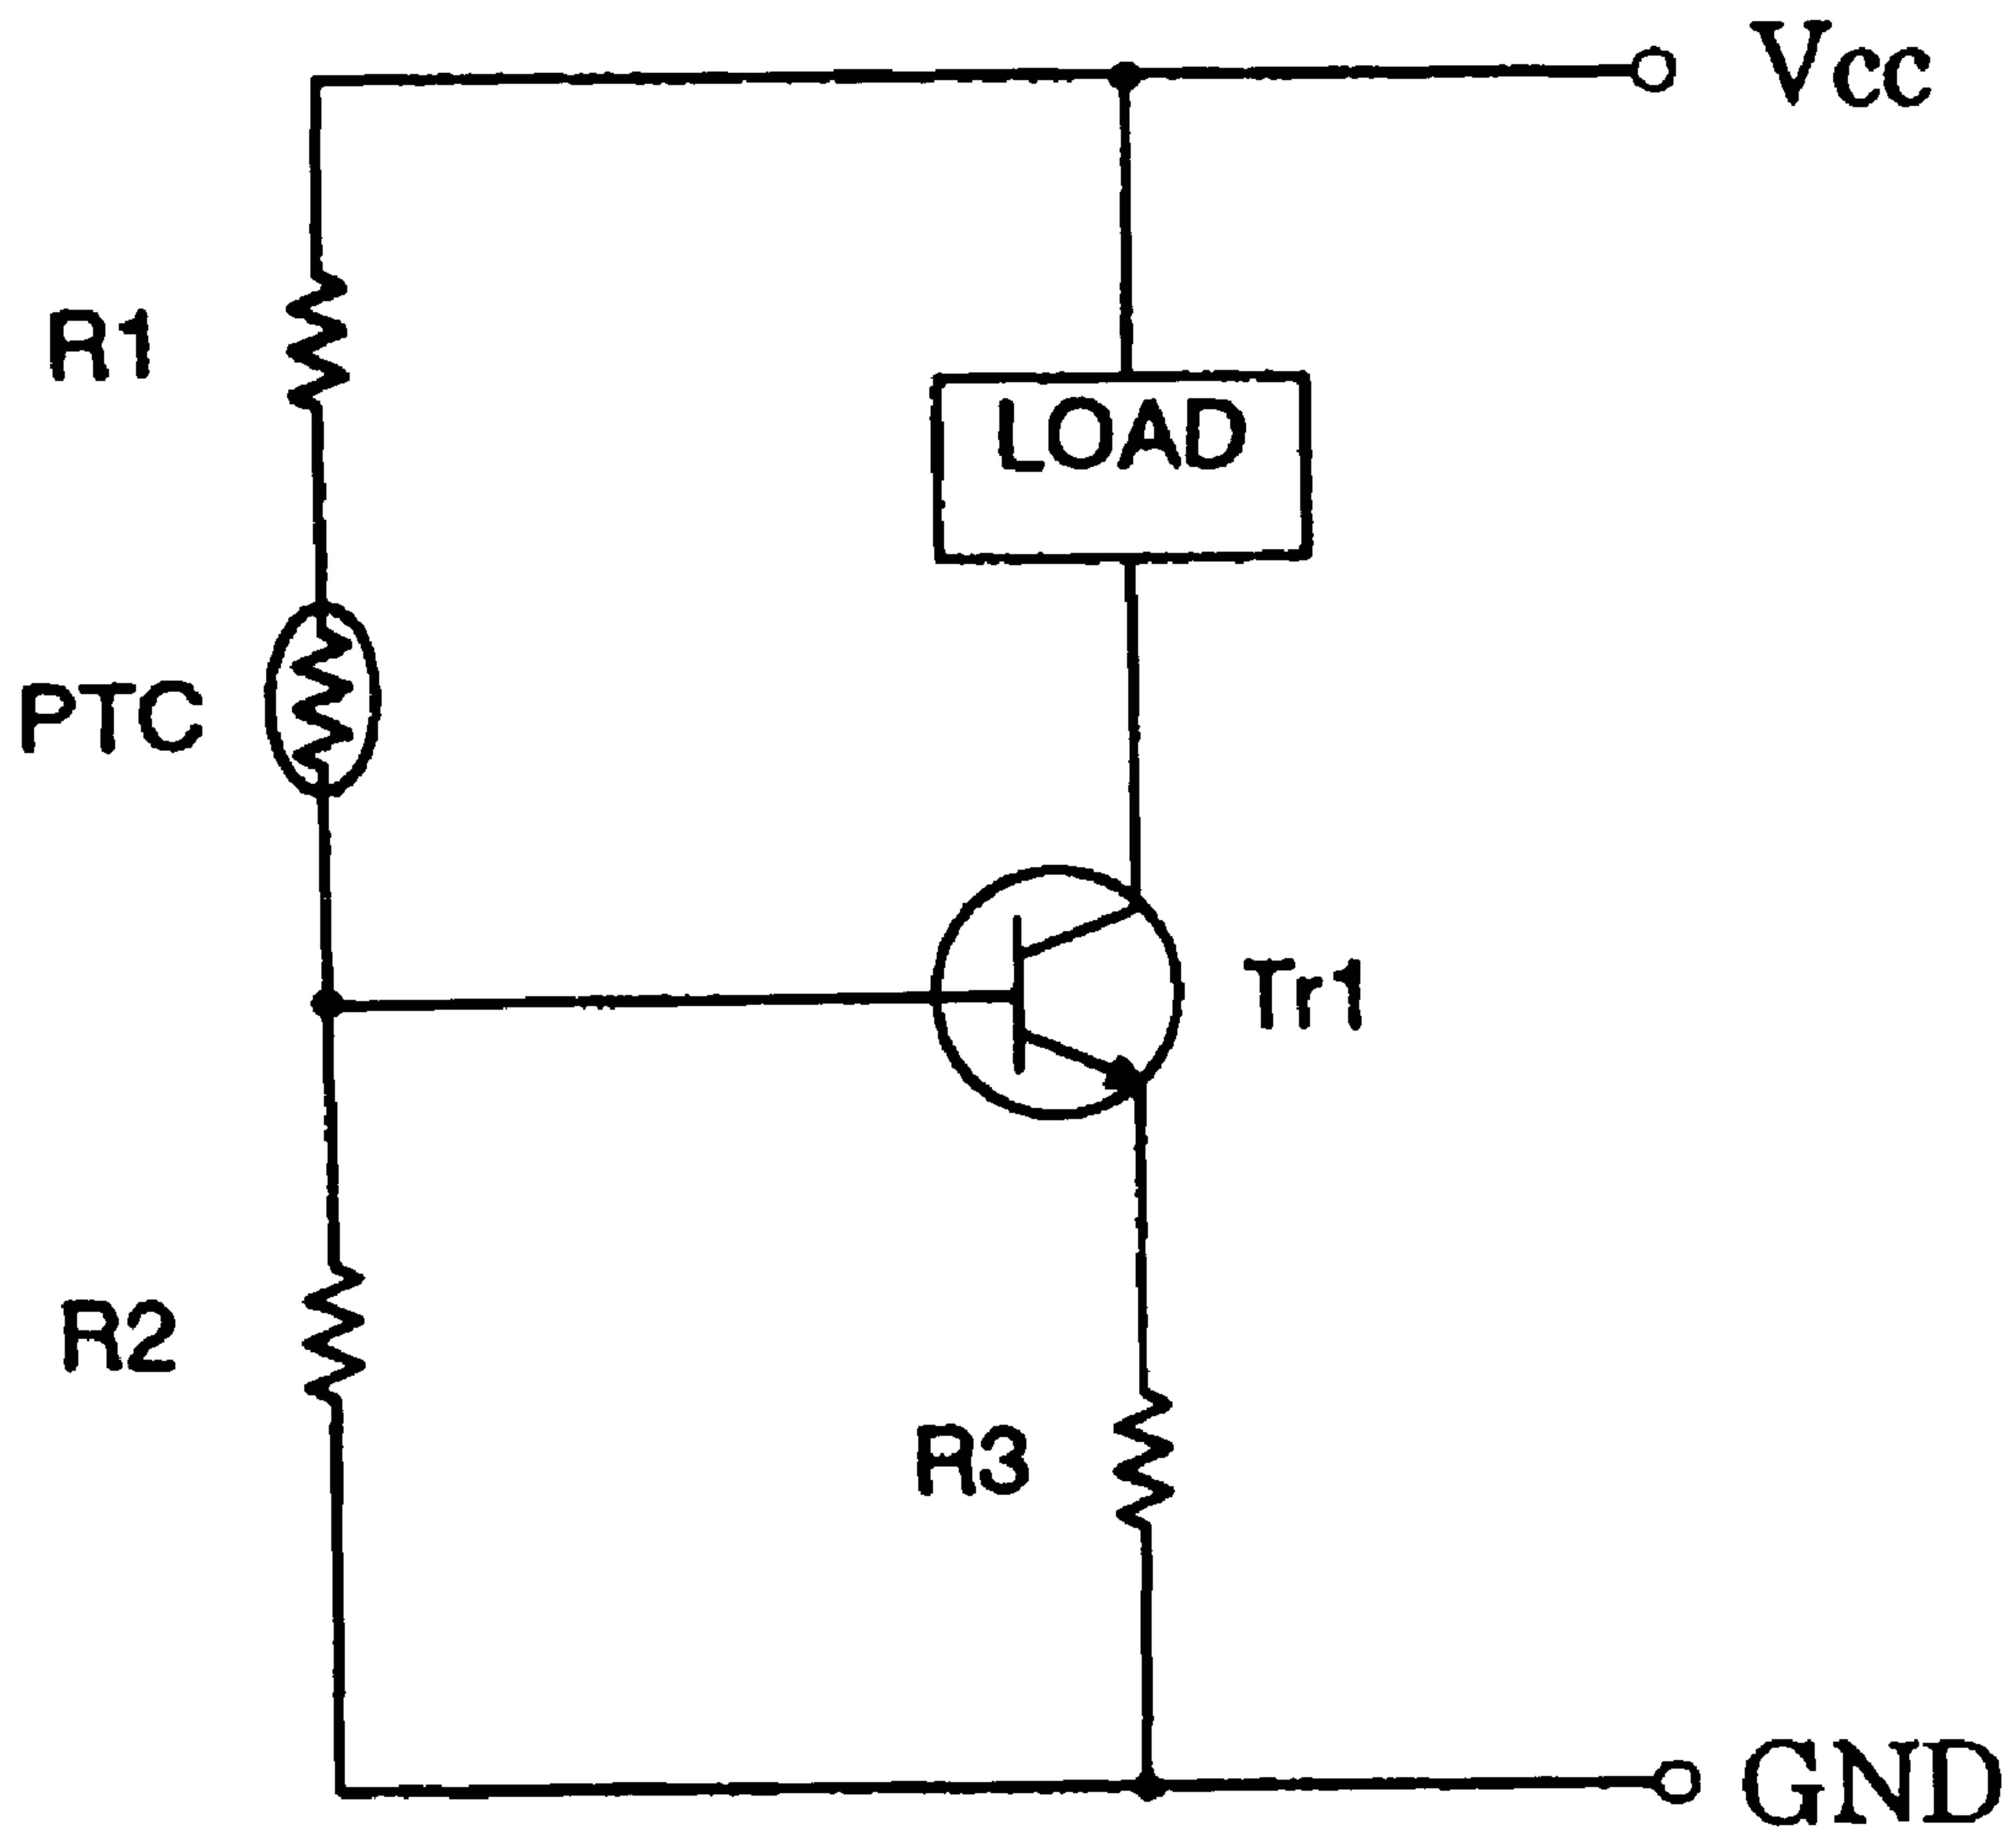 Vcc
R1
LOAD
PTC
Tr1
R2
R3
GND